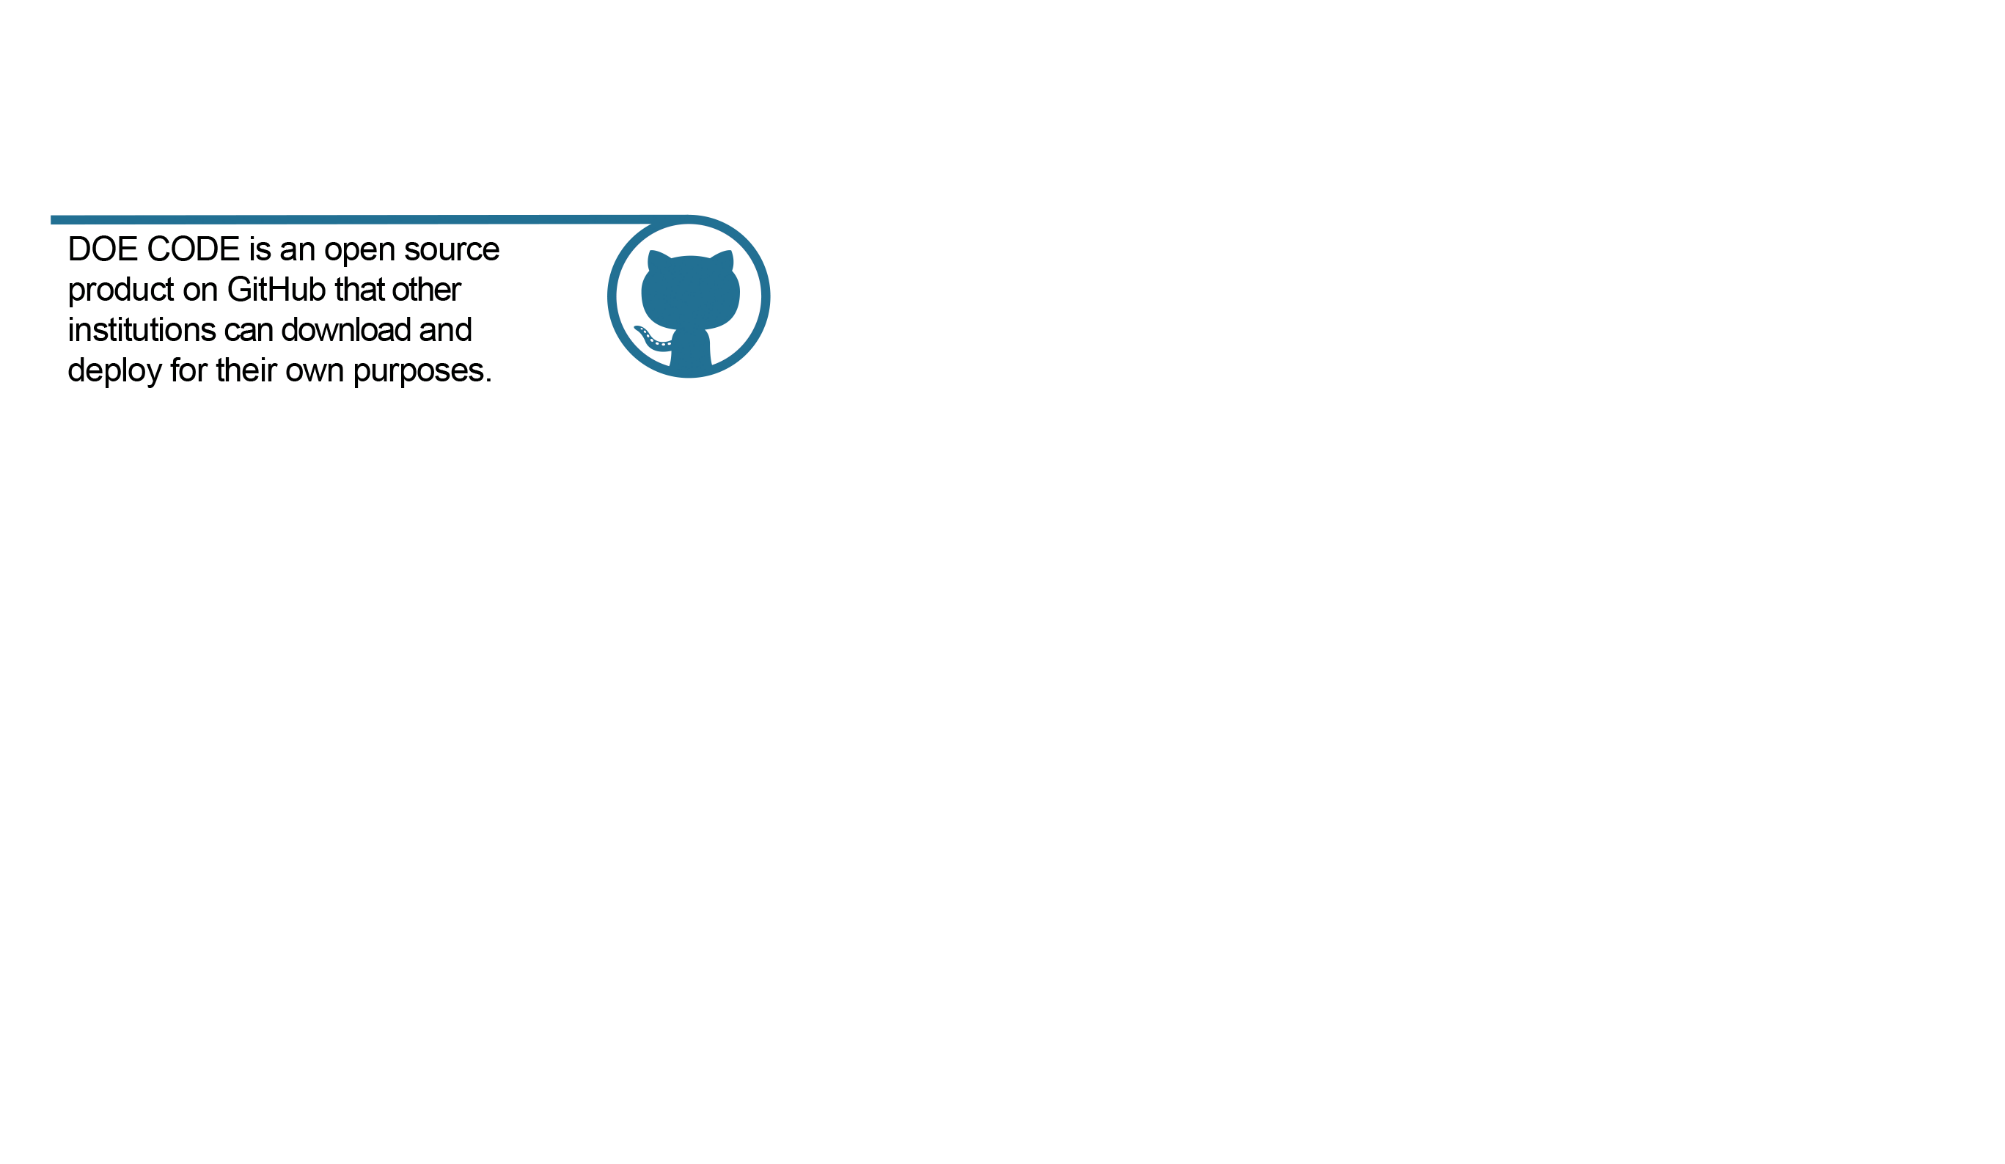 DOE CODE is an open source
product on GitHub that other
institutions can download and
deploy for their own purposes.